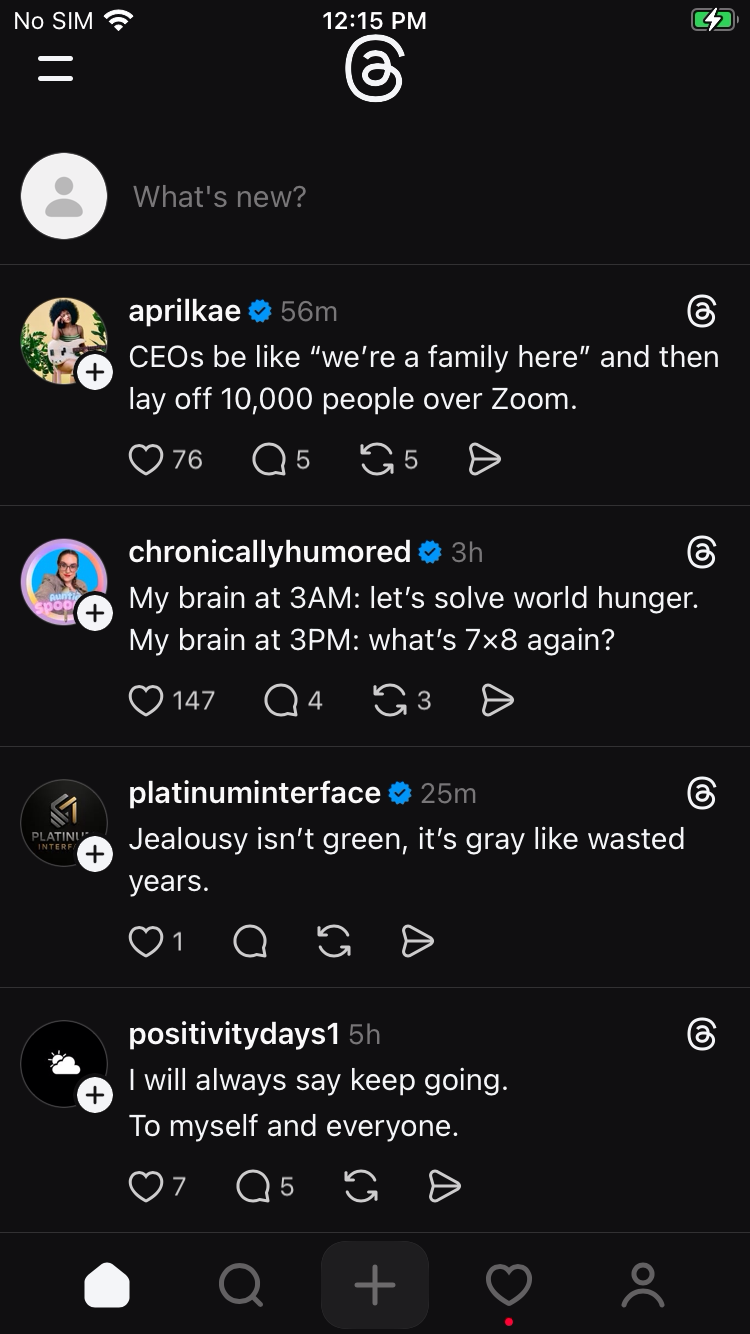 No SIM 12:15 PM
What's new?
aprilkae 56m
CEOs be like “we’re a family here” and then
lay off 10,000 people over Zoom.
76 5 5
chronicallyhumored 3h
My brain at 3AM: let’s solve world hunger.
My brain at 3PM: what’s 7×8 again?
147 4 3
platinuminterface 25m
Jealousy isn’t green, it’s gray like wasted
years.
1
positivitydays1 5h
I will always say keep going.
To myself and everyone.
7 5